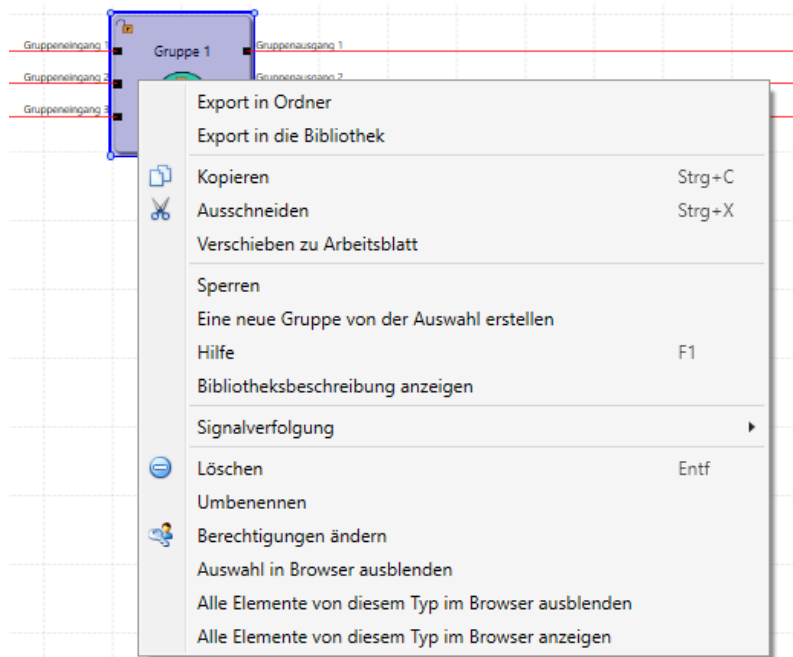 Gruppeneingang 1
Gruppe 1
Gruppenausgang 1
Gruppeneingang 2
Gruppenausgang 2
Gruppeneingang 3
Export in Ordner
Export in die Bibliothek
Kopieren Strg+C
Ausschneiden Strg+X
Verschieben zu Arbeitsblatt
Sperren
Eine neue Gruppe von der Auswahl erstellen
Hilfe F1
Bibliotheksbeschreibung anzeigen
Signalverfolgung
Löschen Entf
Umbenennen
Berechtigungen ändern
Auswahl in Browser ausblenden
Alle Elemente von diesem Typ im Browser ausblenden
Alle Elemente von diesem Typ im Browser anzeigen